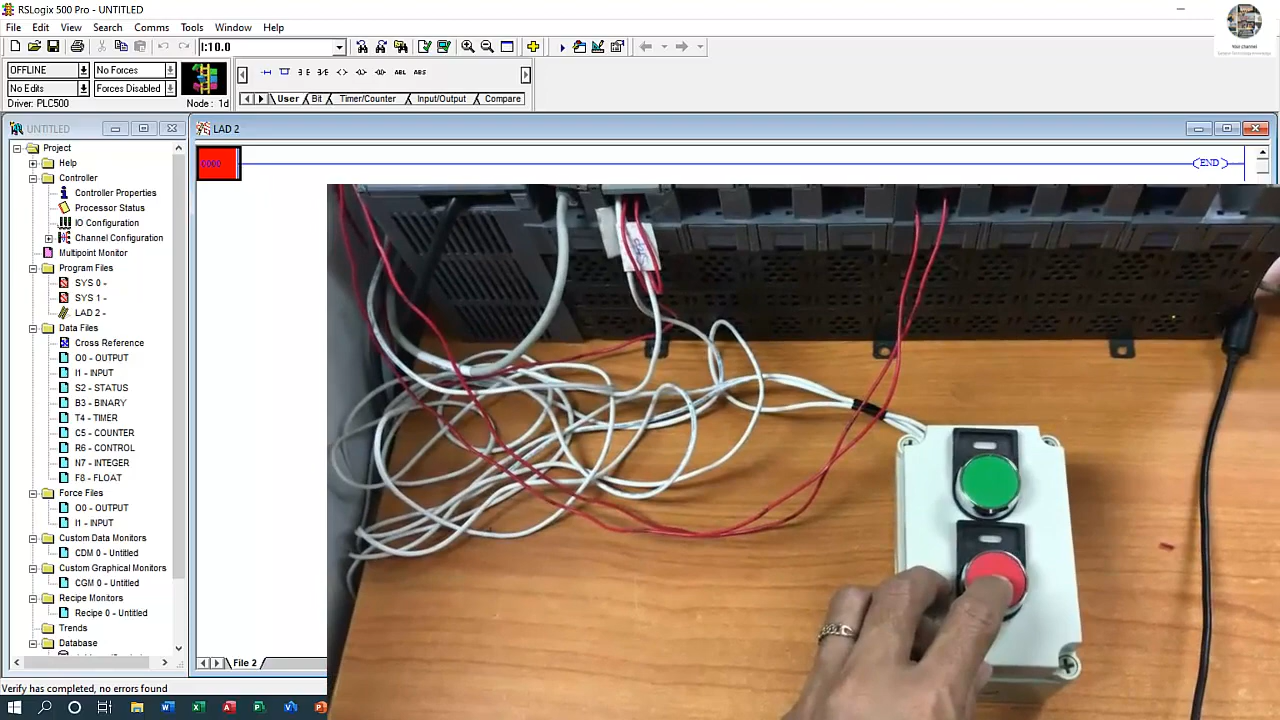 RSLogix 500 Pro - UNTITLED
File Edit View Search Comms Tools Window Help
I:10.0
OFFLINE No Forces
No Edits Forces Disabled
Driver: PLC500 Node: 1d
ABL ABS
User Bit Timer/Counter Input/Output Compare
UNTITLED
Project
Help
Controller
Controller Properties
Processor Status
IO Configuration
Channel Configuration
Multipoint Monitor
Program Files
SYS 0 -
SYS 1 -
LAD 2 -
Data Files
Cross Reference
O0 - OUTPUT
I1 - INPUT
S2 - STATUS
B3 - BINARY
T4 - TIMER
C5 - COUNTER
R6 - CONTROL
N7 - INTEGER
F8 - FLOAT
Force Files
O0 - OUTPUT
I1 - INPUT
Custom Data Monitors
CDM 0 - Untitled
Custom Graphical Monitors
CGM 0 - Untitled
Recipe Monitors
Recipe 0 - Untitled
Trends
Database
LAD 2
0000
END
File 2
Verify has completed, no errors found